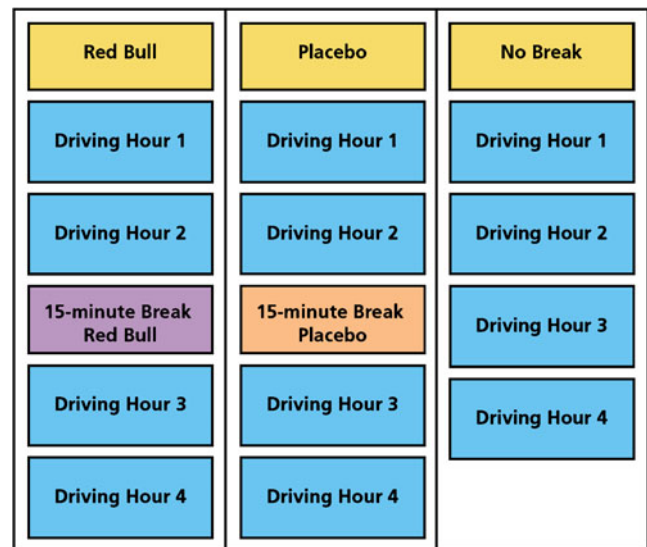 Red Bull
Driving Hour 1
Driving Hour 2
15-minute Break
Red Bull
Driving Hour 3
Driving Hour 4
Placebo
Driving Hour 1
Driving Hour 2
15-minute Break
Placebo
Driving Hour 3
Driving Hour 4
No Break
Driving Hour 1
Driving Hour 2
Driving Hour 3
Driving Hour 4